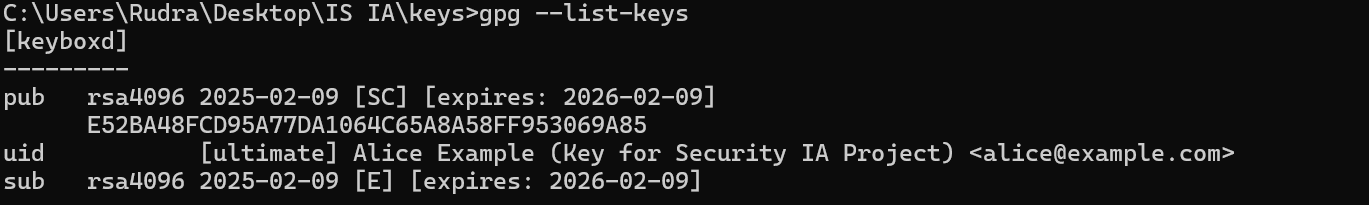 C:\Users\Rudra\Desktop\IS IA\keys>gpg --list-keys
[keyboxd]
---------
pub   rsa4096 2025-02-09 [SC] [expires: 2026-02-09]
      E52BA48FCD95A77DA1064C65A8A58FF953069A85
uid           [ultimate] Alice Example (Key for Security IA Project) <alice@example.com>
sub   rsa4096 2025-02-09 [E] [expires: 2026-02-09]